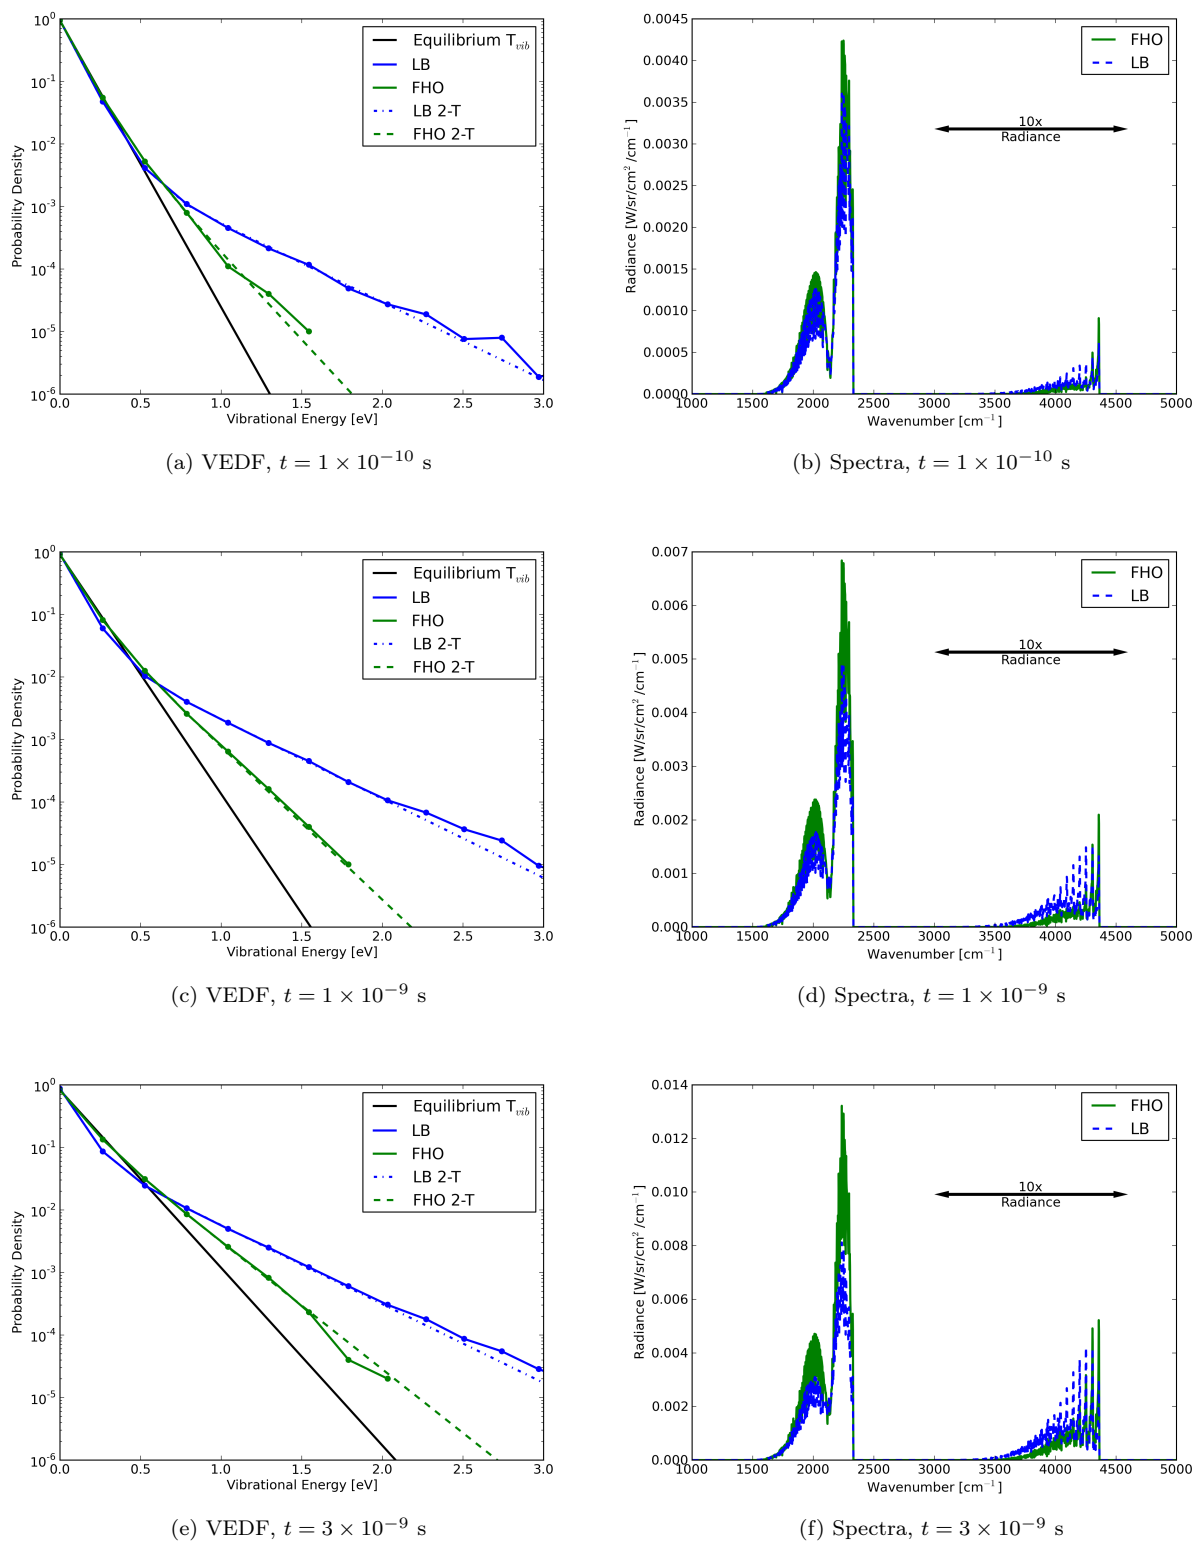 10⁰
10⁻¹
10⁻²
10⁻³
10⁻⁴
10⁻⁵
10⁻⁶
Probability Density
0.0 0.5 1.0 1.5 2.0 2.5 3.0
Vibrational Energy [eV]
Equilibrium T_vib
LB
FHO
LB 2-T
FHO 2-T
(a) VEDF, t = 1 × 10⁻¹⁰ s
0.0045
0.0040
0.0035
0.0030
0.0025
0.0020
0.0015
0.0010
0.0005
0.0000
Radiance [W/sr/cm² /cm⁻¹]
1000 1500 2000 2500 3000 3500 4000 4500 5000
Wavenumber [cm⁻¹]
FHO
LB
10x
Radiance
(b) Spectra, t = 1 × 10⁻¹⁰ s
10⁰
10⁻¹
10⁻²
10⁻³
10⁻⁴
10⁻⁵
10⁻⁶
Probability Density
0.0 0.5 1.0 1.5 2.0 2.5 3.0
Vibrational Energy [eV]
Equilibrium T_vib
LB
FHO
LB 2-T
FHO 2-T
(c) VEDF, t = 1 × 10⁻⁹ s
0.007
0.006
0.005
0.004
0.003
0.002
0.001
0.000
Radiance [W/sr/cm² /cm⁻¹]
1000 1500 2000 2500 3000 3500 4000 4500 5000
Wavenumber [cm⁻¹]
FHO
LB
10x
Radiance
(d) Spectra, t = 1 × 10⁻⁹ s
10⁰
10⁻¹
10⁻²
10⁻³
10⁻⁴
10⁻⁵
10⁻⁶
Probability Density
0.0 0.5 1.0 1.5 2.0 2.5 3.0
Vibrational Energy [eV]
Equilibrium T_vib
LB
FHO
LB 2-T
FHO 2-T
(e) VEDF, t = 3 × 10⁻⁹ s
0.014
0.012
0.010
0.008
0.006
0.004
0.002
0.000
Radiance [W/sr/cm² /cm⁻¹]
1000 1500 2000 2500 3000 3500 4000 4500 5000
Wavenumber [cm⁻¹]
FHO
LB
10x
Radiance
(f) Spectra, t = 3 × 10⁻⁹ s